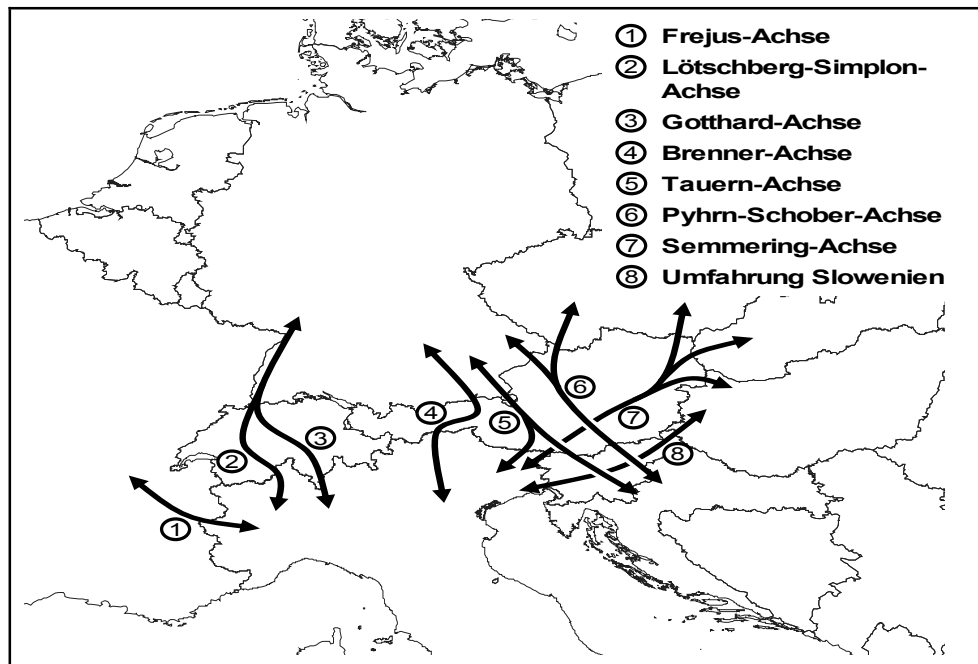 ① Frejus-Achse
② Lötschberg-Simplon-
Achse
③ Gotthard-Achse
④ Brenner-Achse
⑤ Tauern-Achse
⑥ Pyhrn-Schober-Achse
⑦ Semmering-Achse
⑧ Umfahrung Slowenien
⑥
④
⑤
⑦
③
②
⑧
①